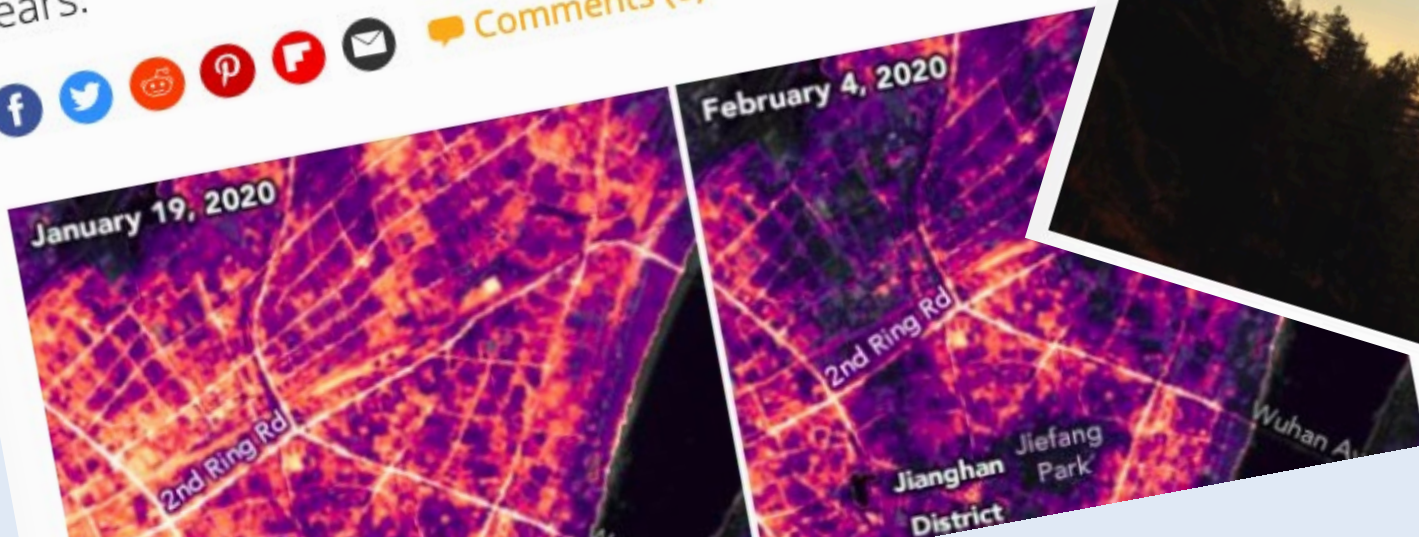 ears.
Comments
January 19, 2020
February 4, 2020
2nd Ring Rd
2nd Ring Rd
Wuhan
Jiefang
Park
Jianghan
District